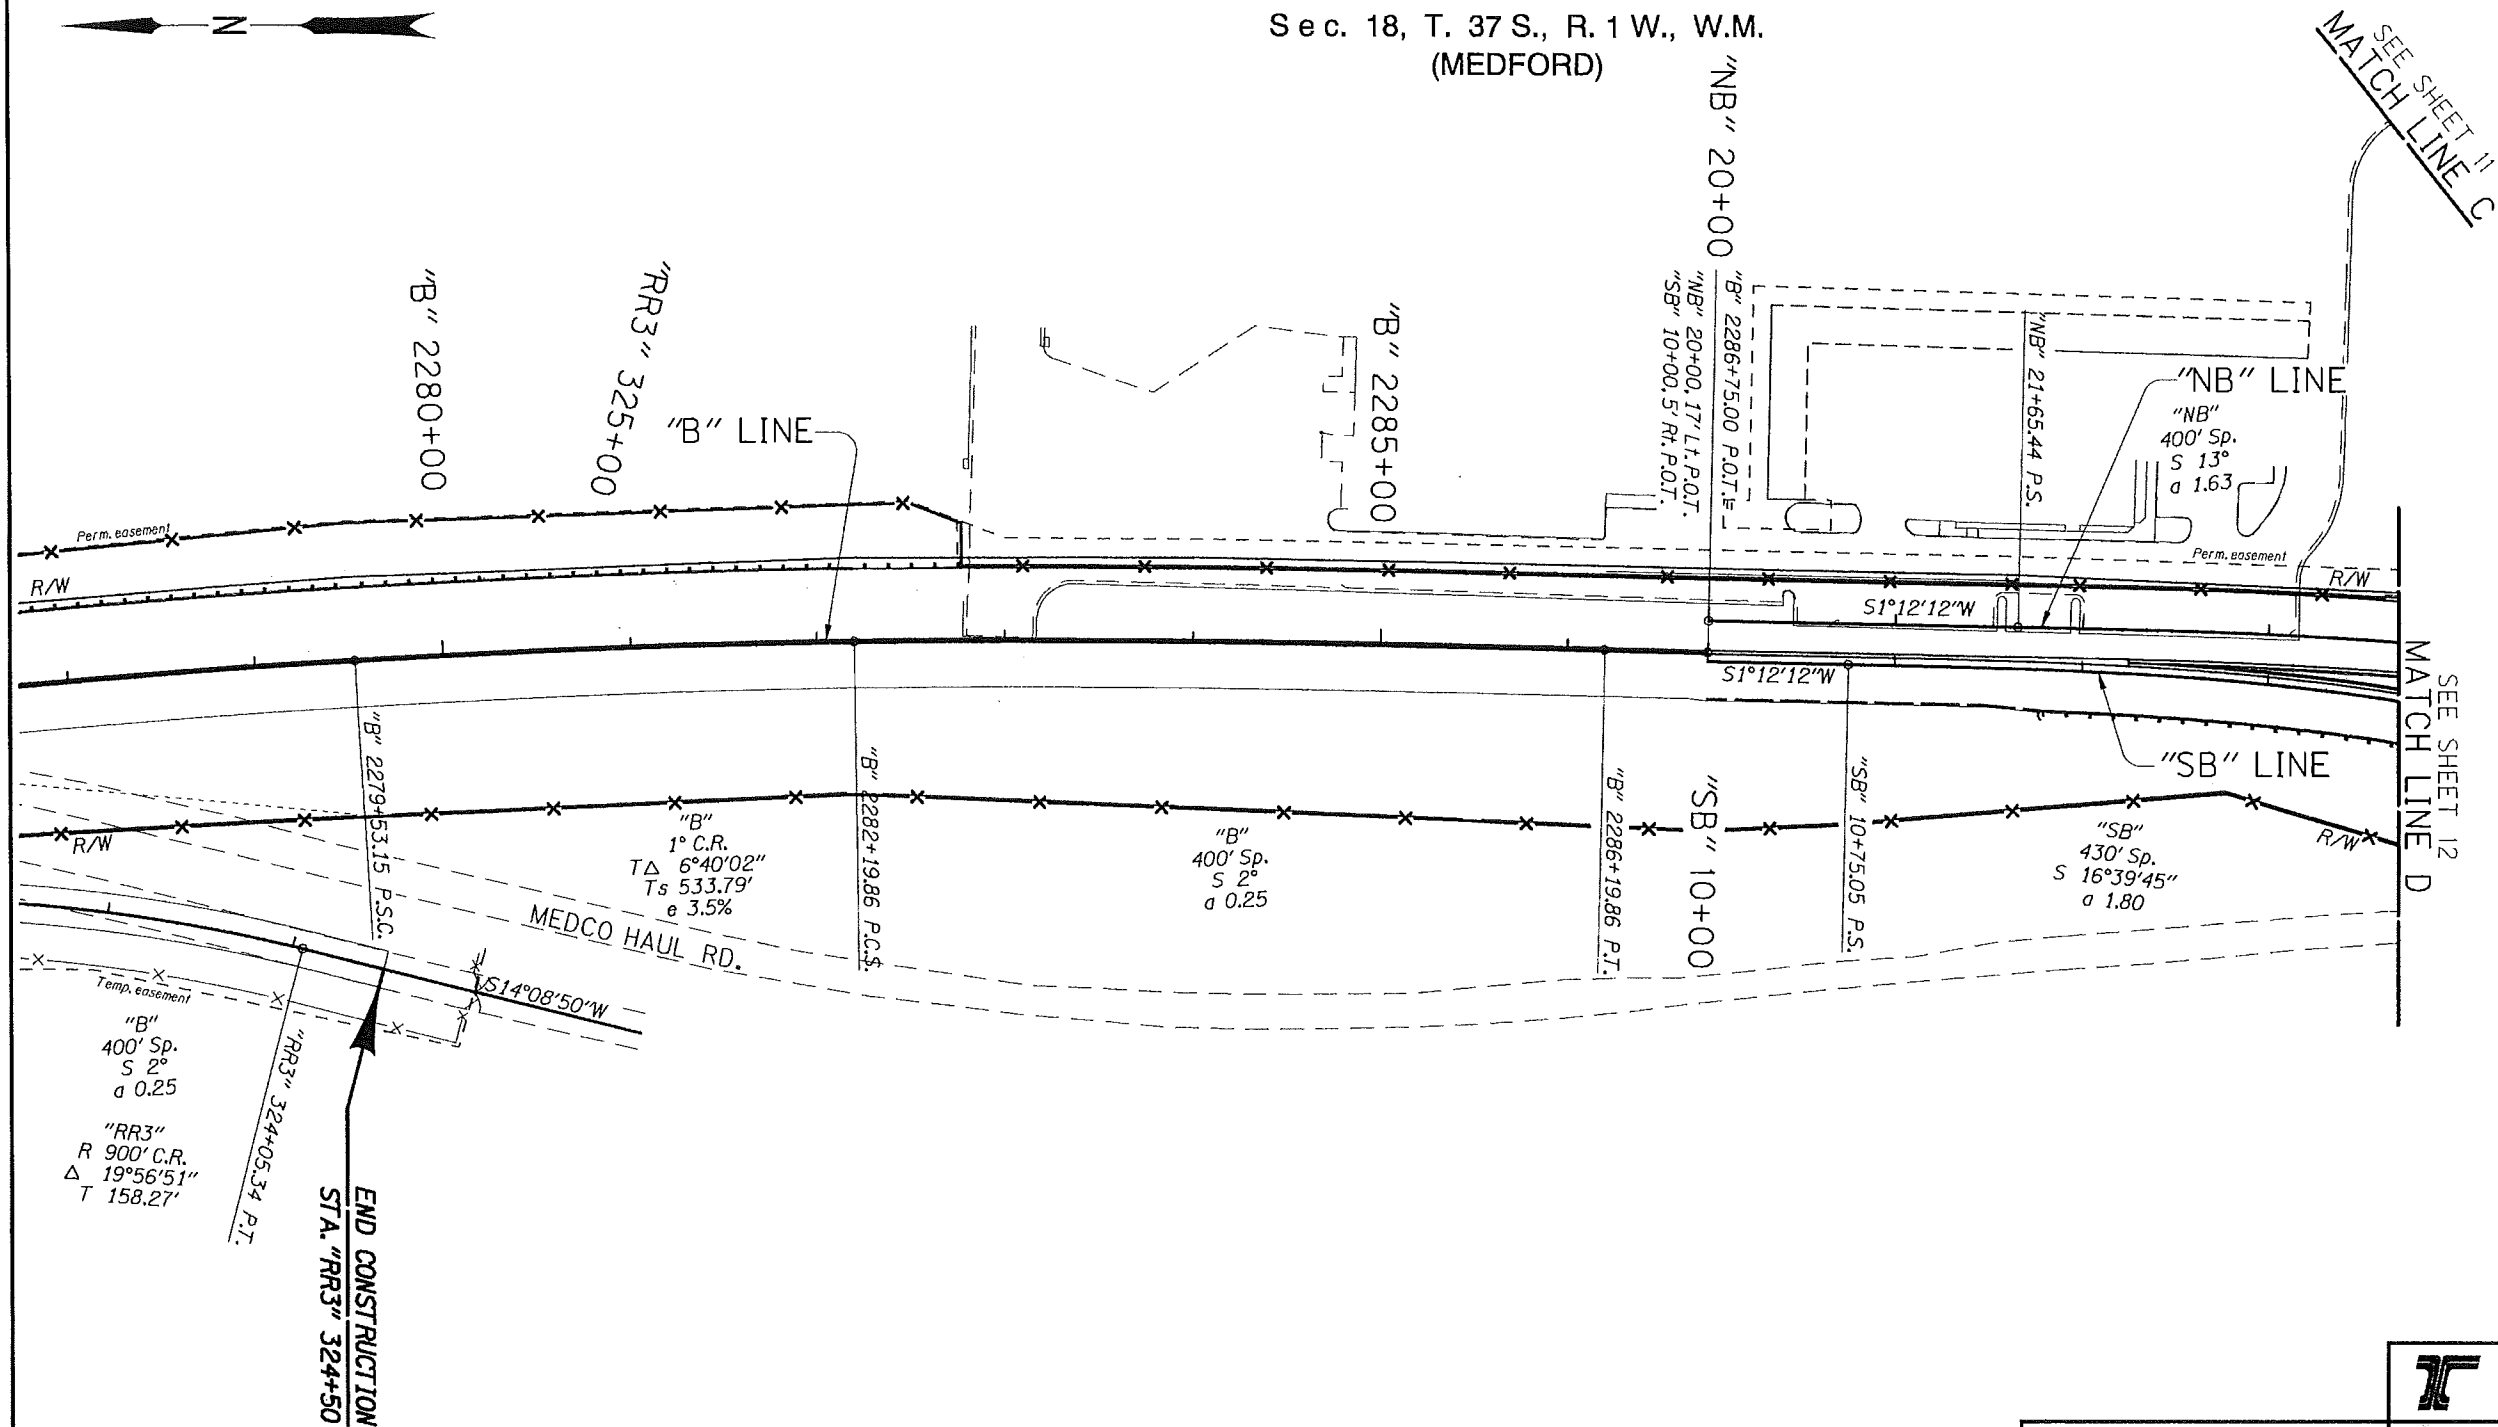 N
Sec. 18, T. 37 S., R. 1 W., W.M.
(MEDFORD)
SEE SHEET 11
MATCH LINE C
"NB" 20+00
"B" 2286+75.00 P.O.T.=
"NB" 20+00, 17' Lt. P.O.T.
"SB" 10+00, 5' Rt. P.O.T.
"B" 2280+00
"RR3" 325+00
"B" LINE
"B" 2285+00
"NB" 21+65.44 P.S.
"NB" LINE
"NB"
400' Sp.
S 13°
a 1.63
Perm. easement
R/W
Perm. easement
R/W
S1°12'12"W
S1°12'12"W
SEE SHEET 12
MATCH LINE D
"SB" LINE
"B" 2279+53.15 P.S.C.
"B" 2282+19.86 P.C.S.
"B" 2286+19.86 P.T.
"SB" 10+00
"SB" 10+75.05 P.S.
R/W
"B"
1° C.R.
TΔ 6°40'02"
Ts 533.79'
e 3.5%
"B"
400' Sp.
S 2°
a 0.25
"SB"
430' Sp.
S 16°39'45"
a 1.80
R/W
MEDCO HAUL RD.
S14°08'50"W
Temp. easement
"B"
400' Sp.
S 2°
a 0.25
"RR3"
R 900' C.R.
Δ 19°56'51"
T 158.27'
"RR3" 324+05.34 P.T.
END CONSTRUCTION
STA. "RR3" 324+50